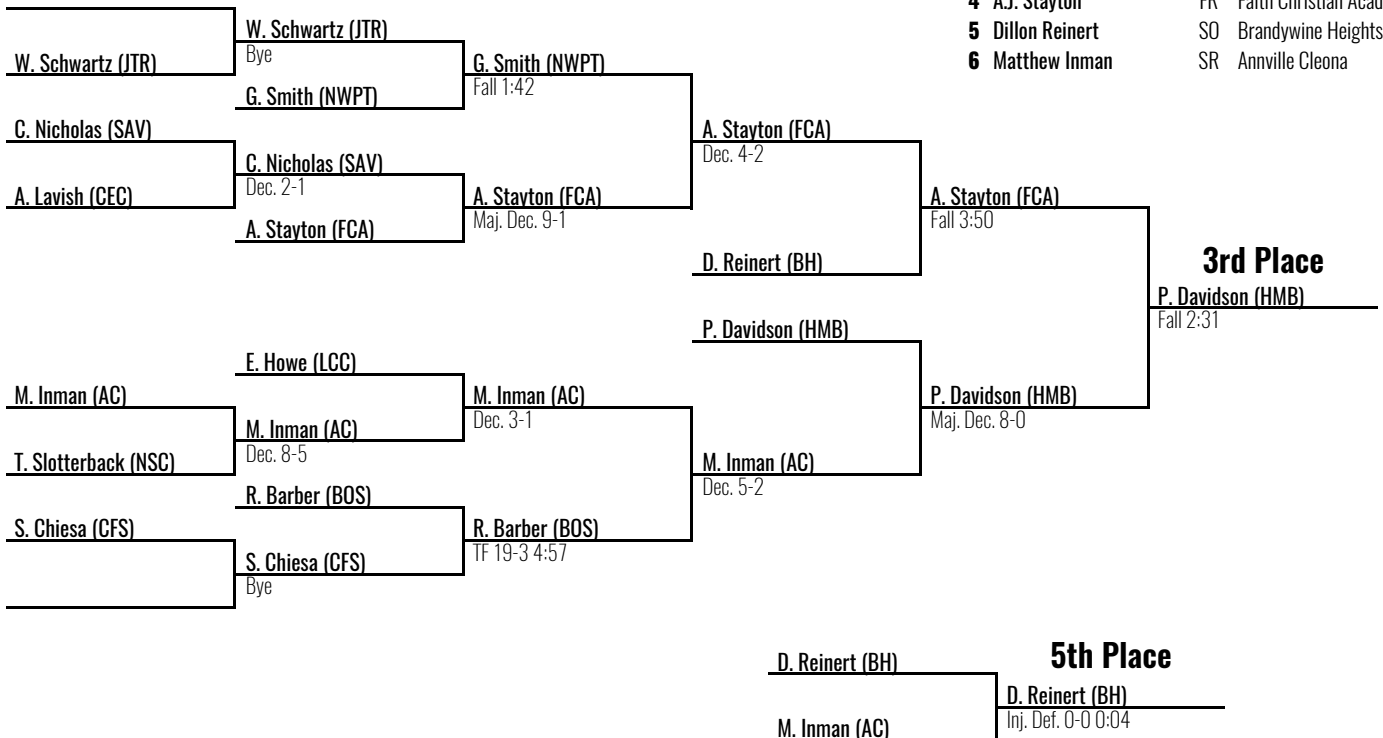 4 A.J. Stayton FR Faith Christian Acad
5 Dillon Reinert SO Brandywine Heights
6 Matthew Inman SR Annville Cleona
W. Schwartz (JTR)
W. Schwartz (JTR)
Bye
G. Smith (NWPT)
G. Smith (NWPT)
Fall 1:42
C. Nicholas (SAV)
A. Lavish (CEC)
C. Nicholas (SAV)
Dec. 2-1
A. Stayton (FCA)
A. Stayton (FCA)
Maj. Dec. 9-1
A. Stayton (FCA)
Dec. 4-2
D. Reinert (BH)
A. Stayton (FCA)
Fall 3:50
3rd Place
P. Davidson (HMB)
Fall 2:31
P. Davidson (HMB)
P. Davidson (HMB)
Maj. Dec. 8-0
E. Howe (LCC)
M. Inman (AC)
T. Slotterback (NSC)
M. Inman (AC)
Dec. 8-5
M. Inman (AC)
Dec. 3-1
M. Inman (AC)
Dec. 5-2
R. Barber (BOS)
S. Chiesa (CFS)
S. Chiesa (CFS)
Bye
R. Barber (BOS)
TF 19-3 4:57
5th Place
D. Reinert (BH)
M. Inman (AC)
D. Reinert (BH)
Inj. Def. 0-0 0:04